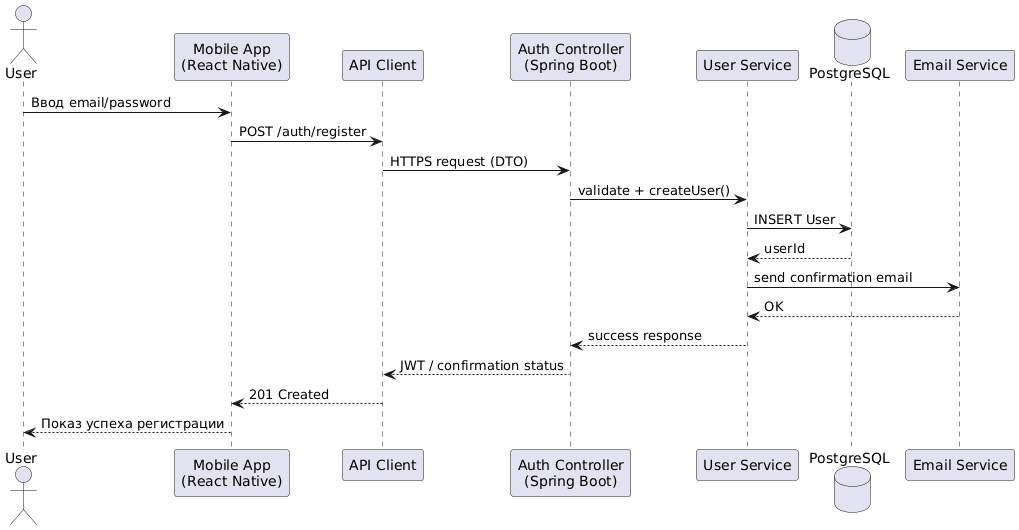 User
Mobile App
(React Native)
API Client
Auth Controller
(Spring Boot)
User Service
PostgreSQL
Email Service
Ввод email/password
POST /auth/register
HTTPS request (DTO)
validate + createUser()
INSERT User
userId
send confirmation email
OK
success response
JWT / confirmation status
201 Created
Показ успеха регистрации
User
Mobile App
(React Native)
API Client
Auth Controller
(Spring Boot)
User Service
PostgreSQL
Email Service